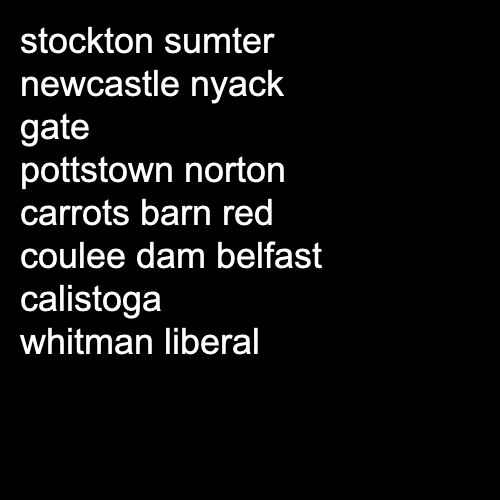 stockton sumter
newcastle nyack
gate
pottstown norton
carrots barn red
coulee dam belfast
calistoga
whitman liberal